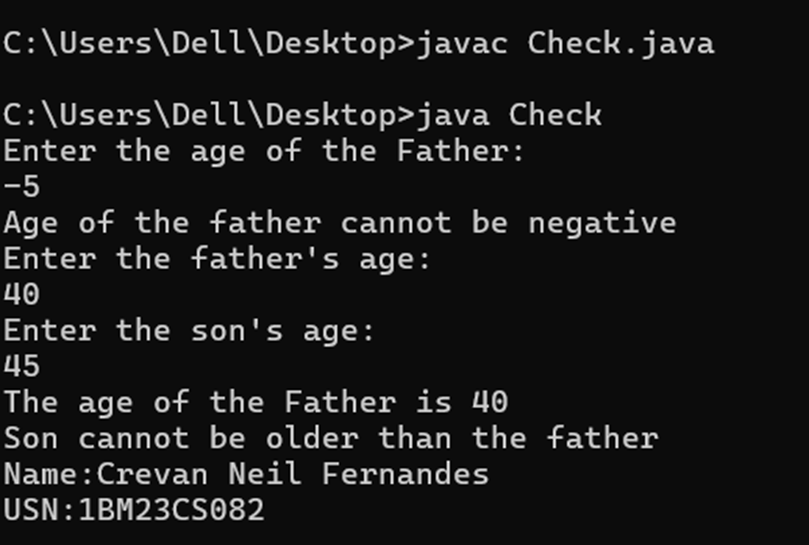 C:\Users\Dell\Desktop>javac Check.java
C:\Users\Dell\Desktop>java Check
Enter the age of the Father:
-5
Age of the father cannot be negative
Enter the father's age:
40
Enter the son's age:
45
The age of the Father is 40
Son cannot be older than the father
Name:Crevan Neil Fernandes
USN:1BM23CS082